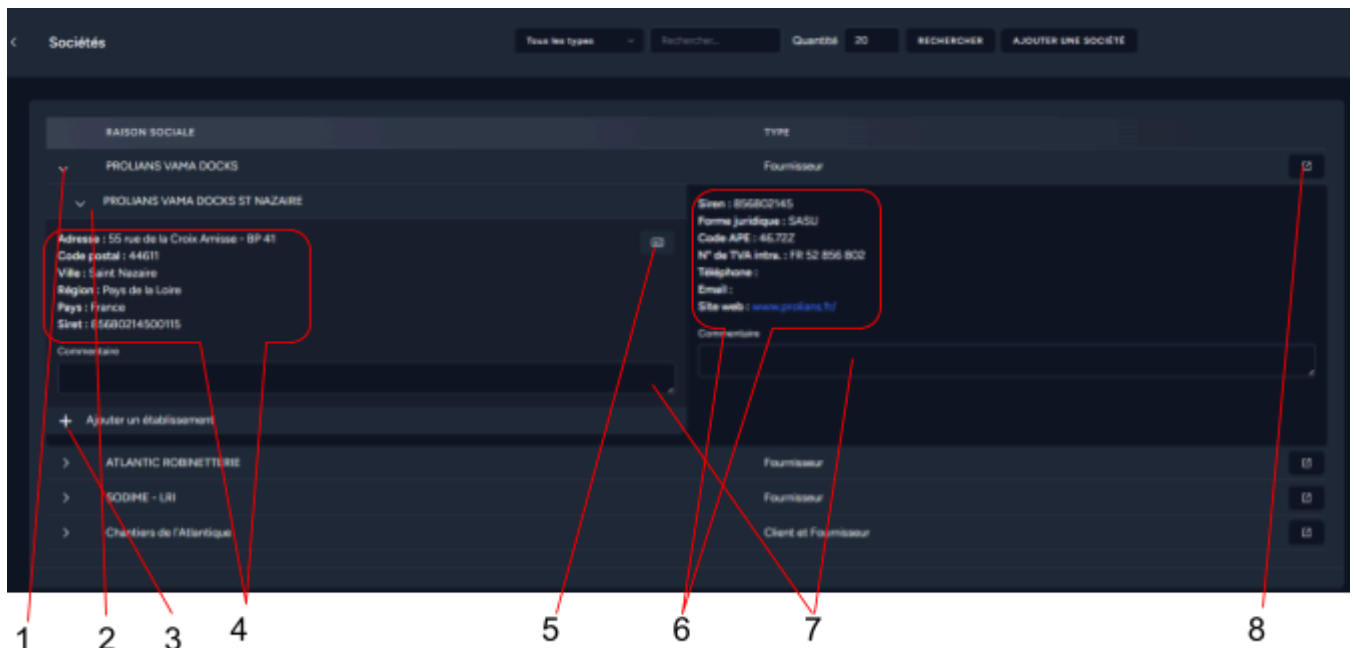 Sociétés
Tous les types
Rechercher...
Quantité 20
RECHERCHER
AJOUTER UNE SOCIÉTÉ
RAISON SOCIALE TYPE
PROLIANS VAMA DOCKS Fournisseur
PROLIANS VAMA DOCKS ST NAZAIRE
Adresse : 55 rue de la Croix Amisse - BP 41
Code postal : 44611
Ville : Saint Nazaire
Région : Pays de la Loire
Pays : France
Siret : 85680214500115
Commentaire
Ajouter un établissement
Siren : 856802145
Forme juridique : SASU
Code APE : 46.72Z
N° de TVA intra. : FR 52 856 802
Téléphone :
Email :
Site web : www.prolians.fr/
Commentaire
ATLANTIC ROBINETTERIE Fournisseur
SODIME - LRI Fournisseur
Chantiers de l'Atlantique Client et Fournisseur
1 2 3 4 5 6 7 8